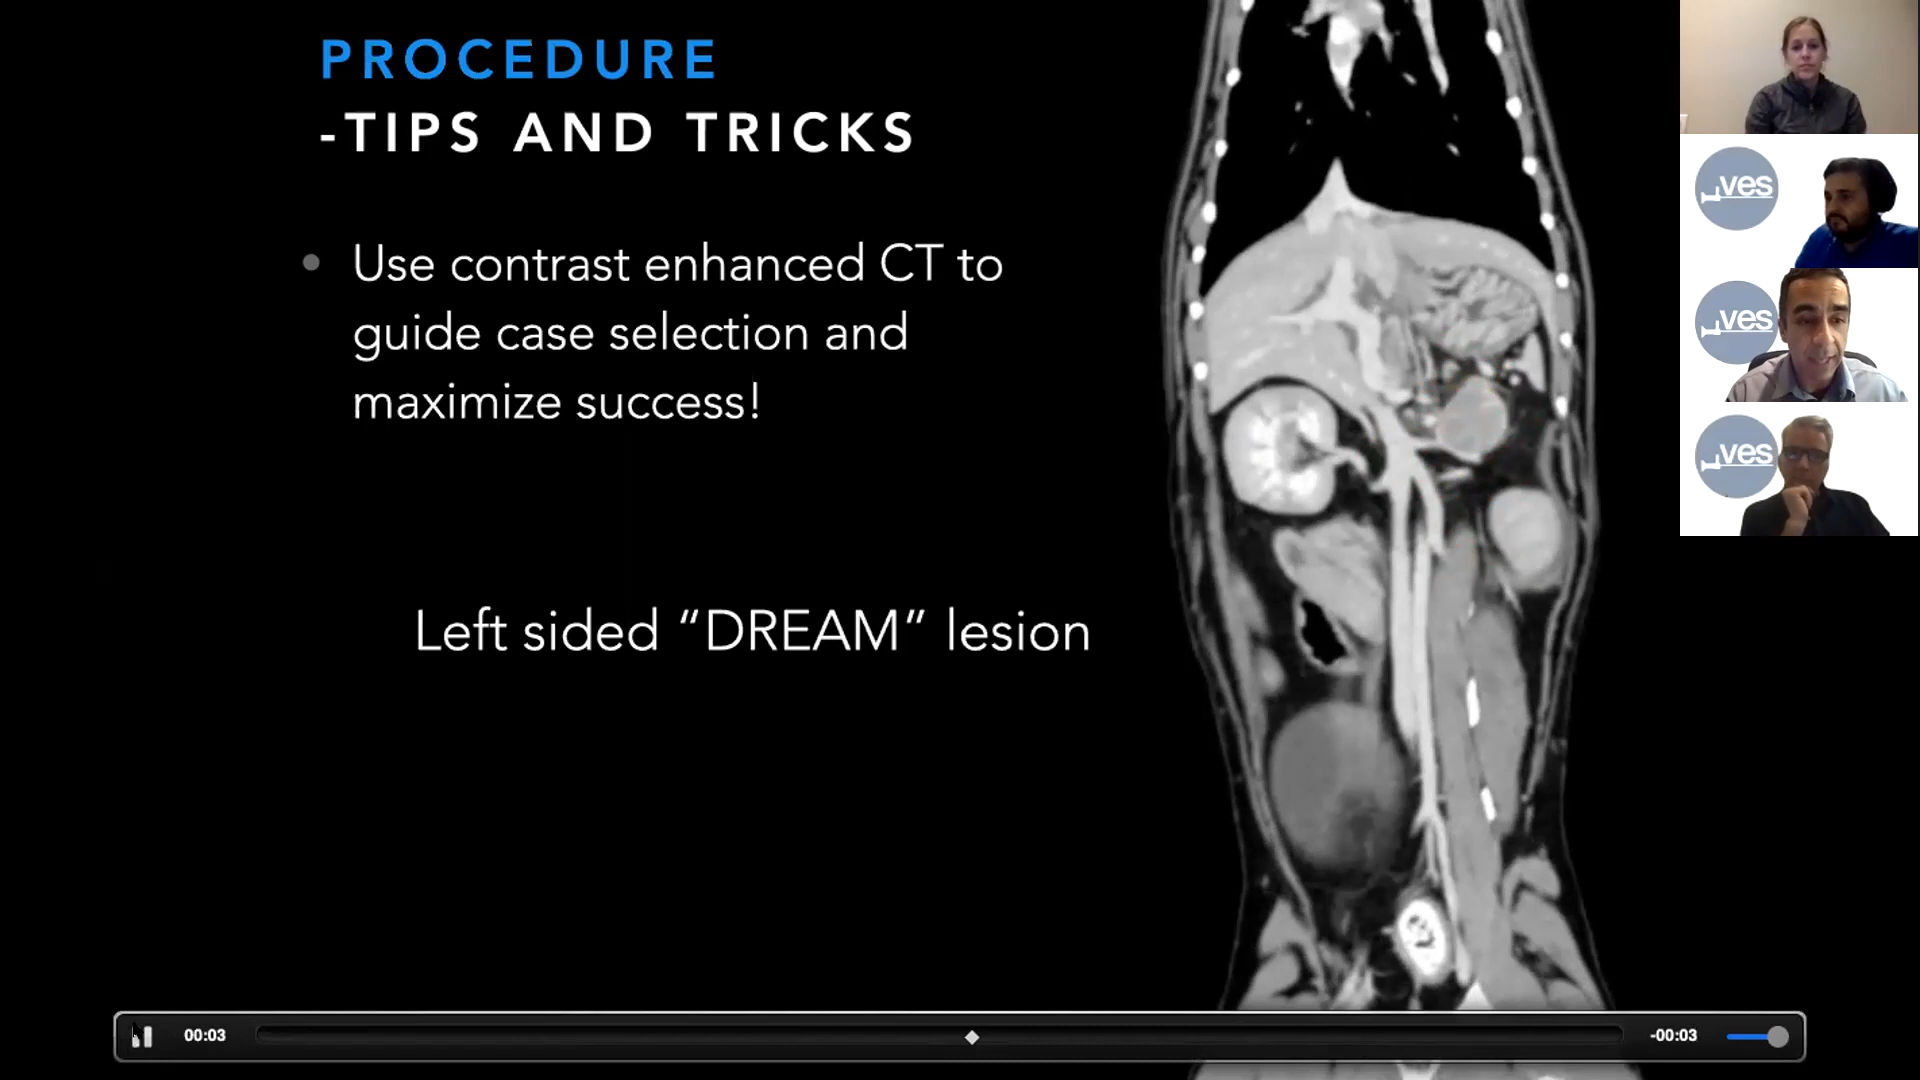 PROCEDURE
-TIPS AND TRICKS
• Use contrast enhanced CT to
guide case selection and
maximize success!
Left sided “DREAM” lesion
ves
ves
ves
00:03
-00:03